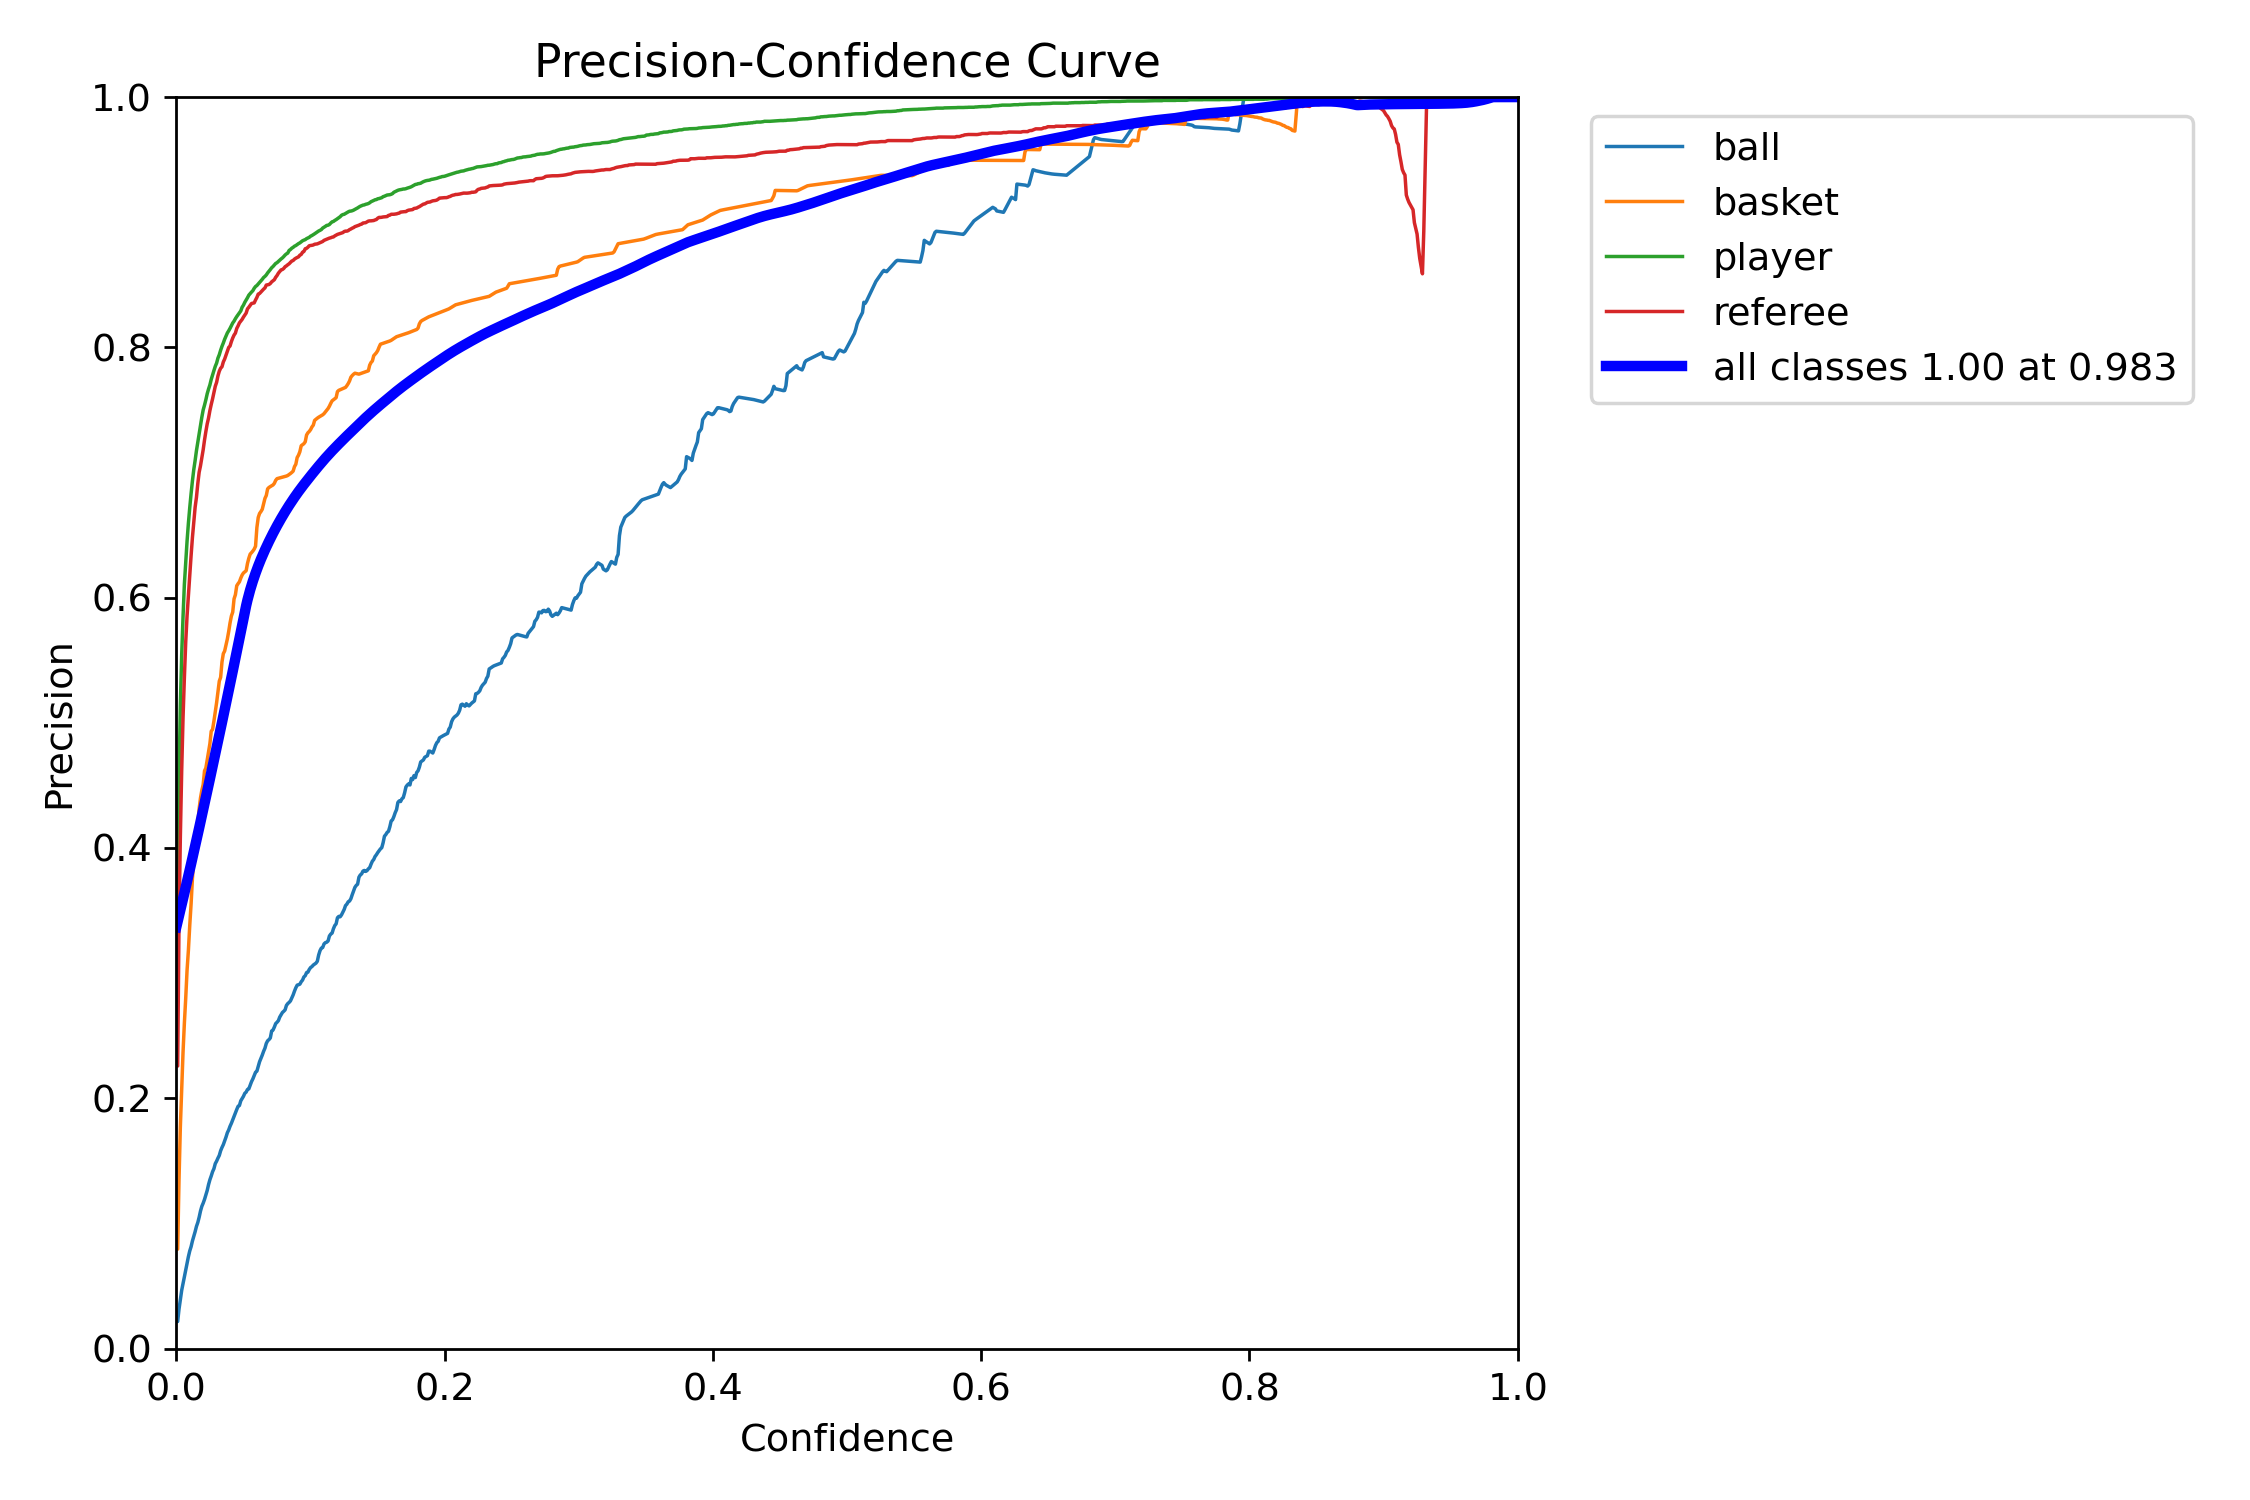 Precision-Confidence Curve
1.0
0.8
0.6
0.4
0.2
0.0
Precision
0.0 0.2 0.4 0.6 0.8 1.0
Confidence
ball
basket
player
referee
all classes 1.00 at 0.983